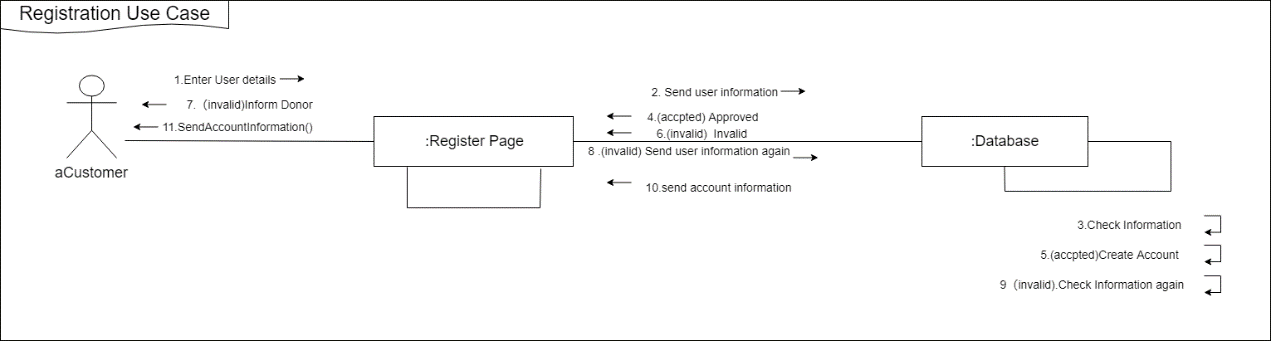 Registration Use Case
1.Enter User details
7.（invalid)Inform Donor
11.SendAccountInformation()
aCustomer
:Register Page
2. Send user information
4.(accpted) Approved
6.(invalid) Invalid
8 .(invalid) Send user information again
10.send account information
:Database
3.Check Information
5.(accpted)Create Account
9（invalid).Check Information again